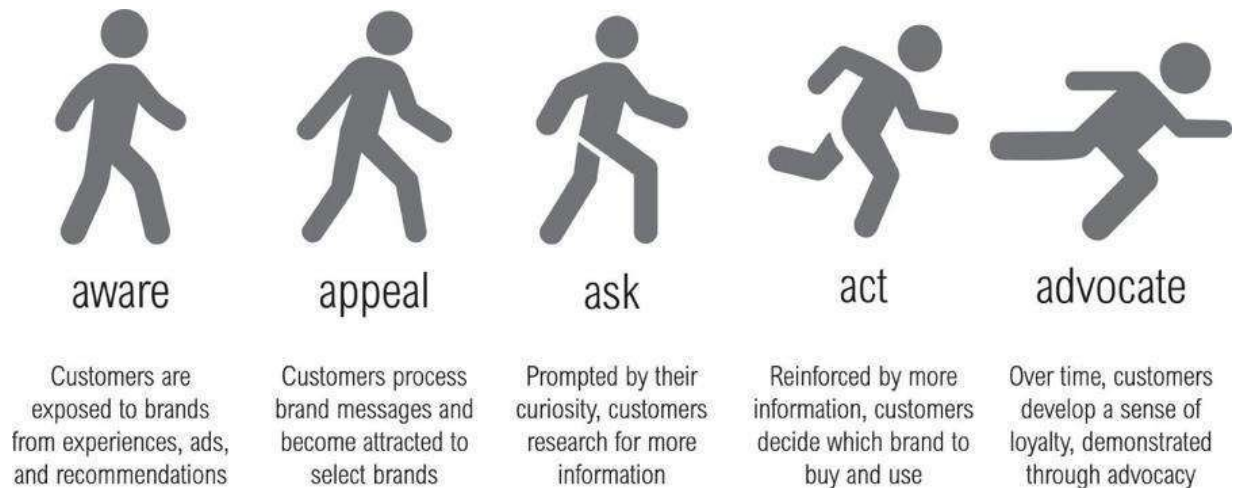 aware
Customers are
exposed to brands
from experiences, ads,
and recommendations
appeal
Customers process
brand messages and
become attracted to
select brands
ask
Prompted by their
curiosity, customers
research for more
information
act
Reinforced by more
information, customers
decide which brand to
buy and use
advocate
Over time, customers
develop a sense of
loyalty, demonstrated
through advocacy